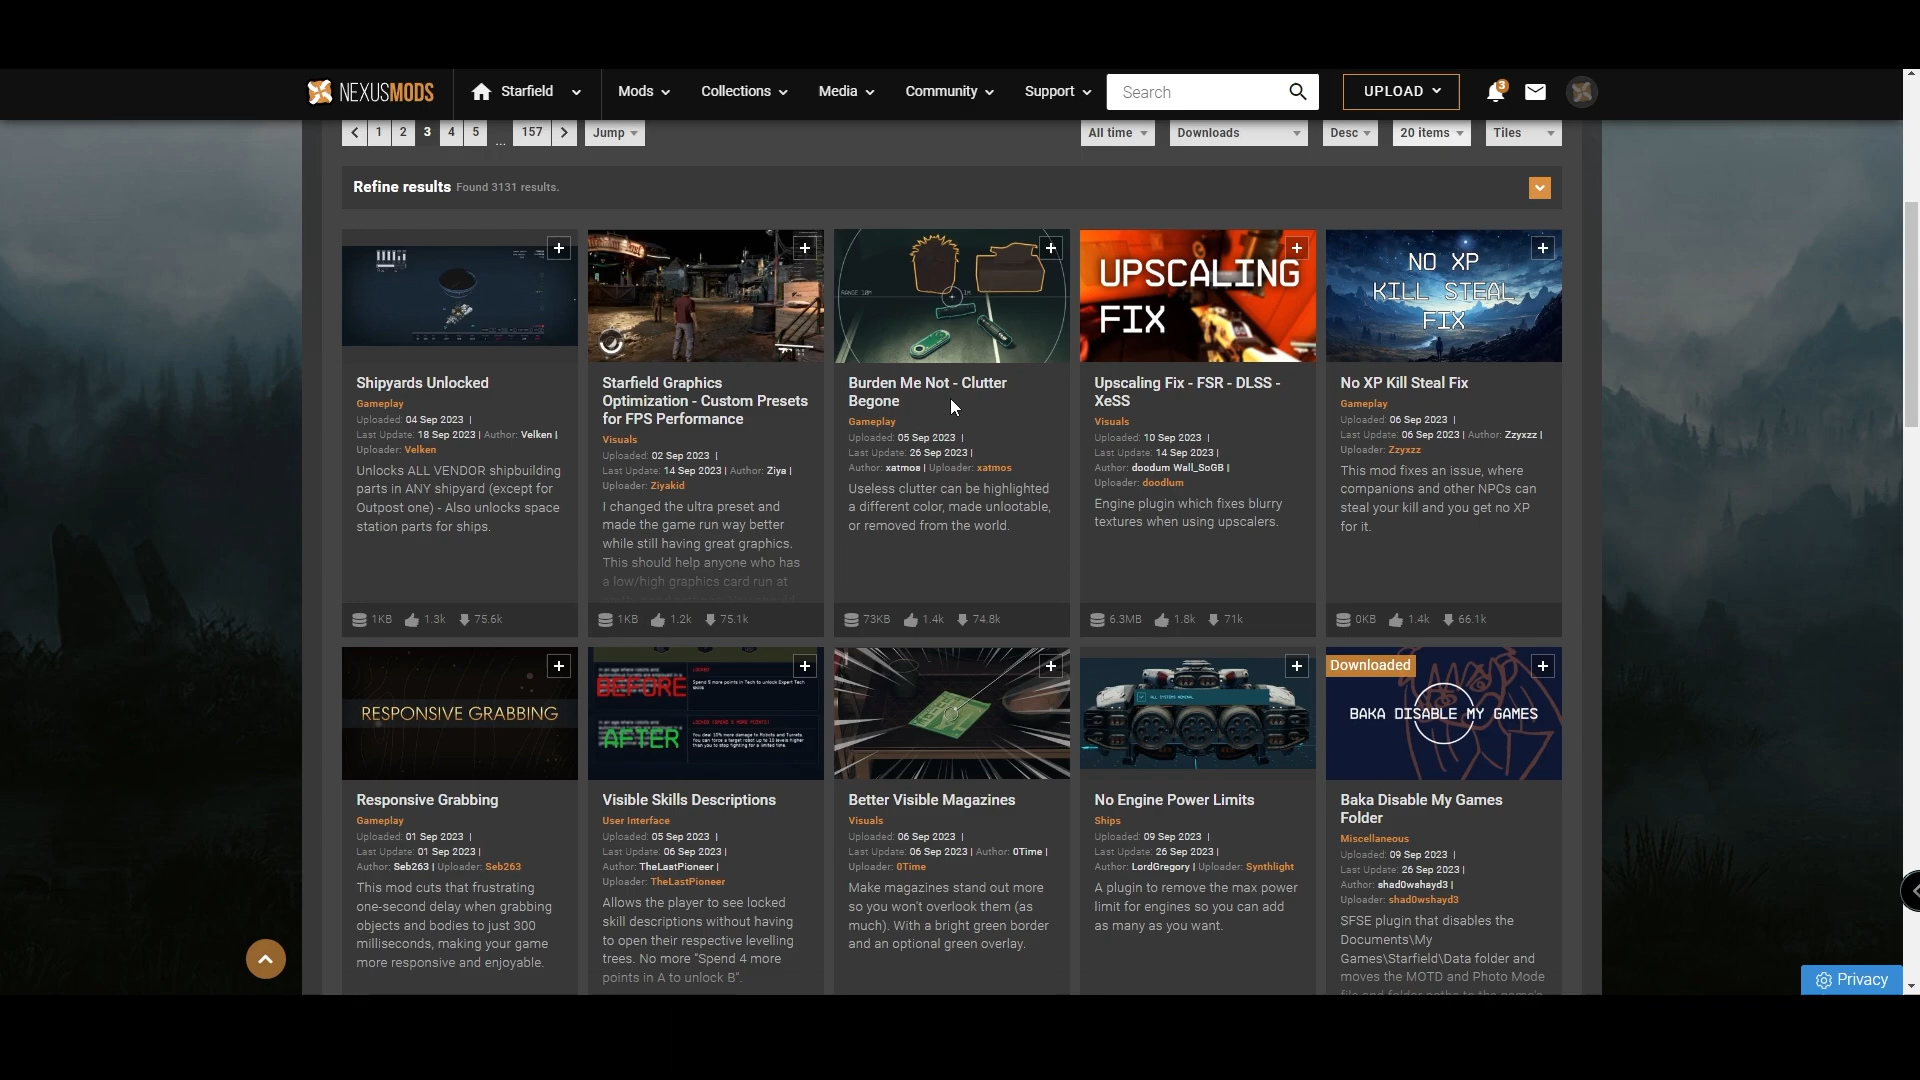 NEXUSMODS
Starfield
Mods
Collections
Media
Community
Support
Search
UPLOAD
3
1
2
3
4
5
...
157
Jump
All time
Downloads
Desc
20 items
Tiles
Refine results Found 3131 results.
UPSCALING
FIX
NO XP
KILL STEAL
FIX
Shipyards Unlocked
Gameplay
Uploaded: 04 Sep 2023 |
Last Update: 18 Sep 2023 | Author: Velken |
Uploader: Velken
Unlocks ALL VENDOR shipbuilding
parts in ANY shipyard (except for
Outpost one) - Also unlocks space
station parts for ships.
1KB 1.3k 75.6k
Starfield Graphics
Optimization - Custom Presets
for FPS Performance
Visuals
Uploaded: 02 Sep 2023 |
Last Update: 14 Sep 2023 | Author: Ziya |
Uploader: Ziyakid
I changed the ultra preset and
made the game run way better
while still having great graphics.
This should help anyone who has
a low/high graphics card run at
1KB 1.2k 75.1k
RANGE 10M
Burden Me Not - Clutter
Begone
Gameplay
Uploaded: 05 Sep 2023 |
Last Update: 26 Sep 2023 |
Author: xatmos | Uploader: xatmos
Useless clutter can be highlighted
a different color, made unlootable,
or removed from the world.
73KB 1.4k 74.8k
Upscaling Fix - FSR - DLSS -
XeSS
Visuals
Uploaded: 10 Sep 2023 |
Last Update: 14 Sep 2023 |
Author: doodum Wall_SoGB |
Uploader: doodlum
Engine plugin which fixes blurry
textures when using upscalers.
6.3MB 1.8k 71k
No XP Kill Steal Fix
Gameplay
Uploaded: 06 Sep 2023 |
Last Update: 06 Sep 2023 | Author: Zzyxzz |
Uploader: Zzyxzz
This mod fixes an issue, where
companions and other NPCs can
steal your kill and you get no XP
for it.
0KB 1.4k 66.1k
RESPONSIVE GRABBING
Responsive Grabbing
Gameplay
Uploaded: 01 Sep 2023 |
Last Update: 01 Sep 2023 |
Author: Seb263 | Uploader: Seb263
This mod cuts that frustrating
one-second delay when grabbing
objects and bodies to just 300
milliseconds, making your game
more responsive and enjoyable.
BEFORE
AFTER
Visible Skills Descriptions
User Interface
Uploaded: 05 Sep 2023 |
Last Update: 06 Sep 2023 |
Author: TheLastPioneer |
Uploader: TheLastPioneer
Allows the player to see locked
skill descriptions without having
to open their respective levelling
trees. No more "Spend 4 more
points in A to unlock B".
Better Visible Magazines
Visuals
Uploaded: 06 Sep 2023 |
Last Update: 06 Sep 2023 | Author: 0Time |
Uploader: 0Time
Make magazines stand out more
so you won't overlook them (as
much). With a bright green border
and an optional green overlay.
ALL SYSTEMS NOMINAL
No Engine Power Limits
Ships
Uploaded: 09 Sep 2023 |
Last Update: 26 Sep 2023 |
Author: LordGregory | Uploader: Synthlight
A plugin to remove the max power
limit for engines so you can add
as many as you want.
Downloaded
BAKA DISABLE MY GAMES
Baka Disable My Games
Folder
Miscellaneous
Uploaded: 09 Sep 2023 |
Last Update: 26 Sep 2023 |
Author: shad0wshayd3 |
Uploader: shad0wshayd3
SFSE plugin that disables the
Documents\My
Games\Starfield\Data folder and
moves the MOTD and Photo Mode
file and folder paths to the game's
Privacy